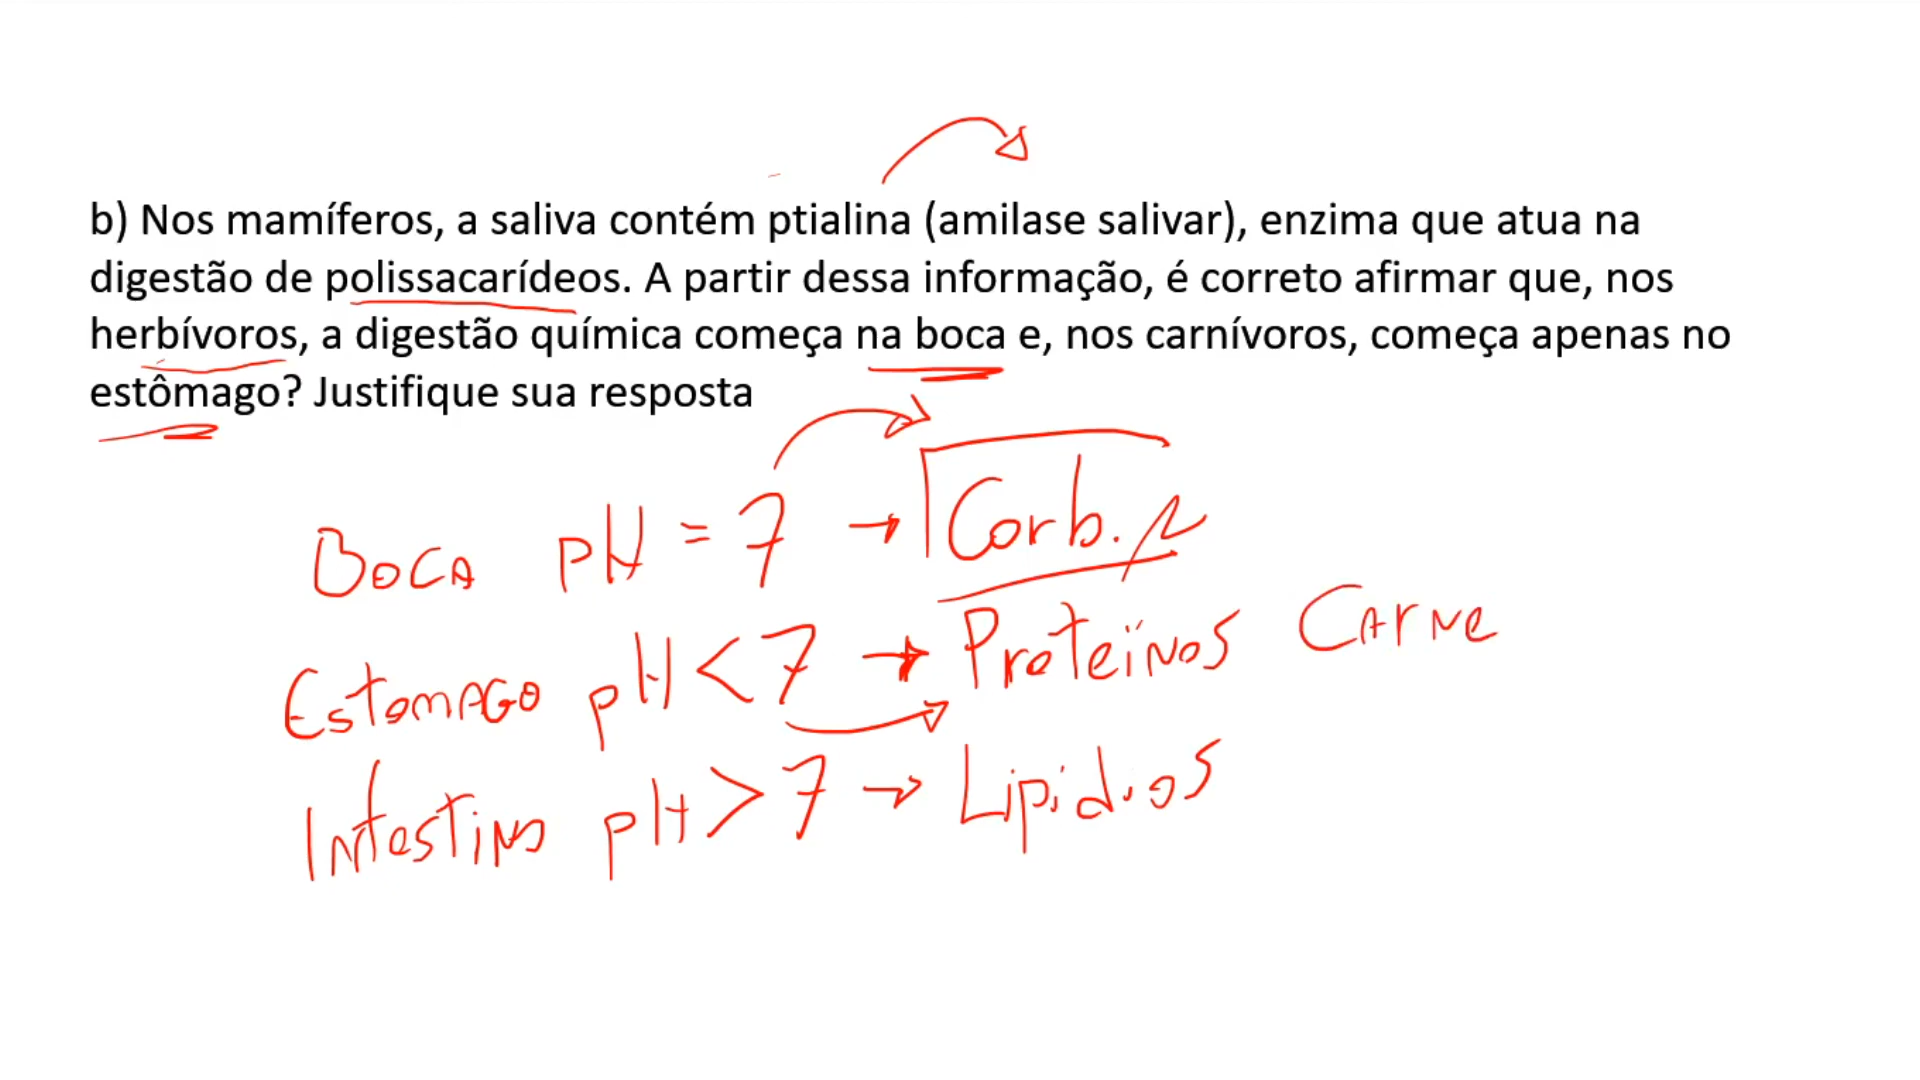 b) Nos mamíferos, a saliva contém ptialina (amilase salivar), enzima que atua na
digestão de polissacarídeos. A partir dessa informação, é correto afirmar que, nos
herbívoros, a digestão química começa na boca e, nos carnívoros, começa apenas no
estômago? Justifique sua resposta
BOCA pH = 7 → Carb.
Estomago pH < 7 → Proteínas Carne
Intestino pH > 7 → Lipídios